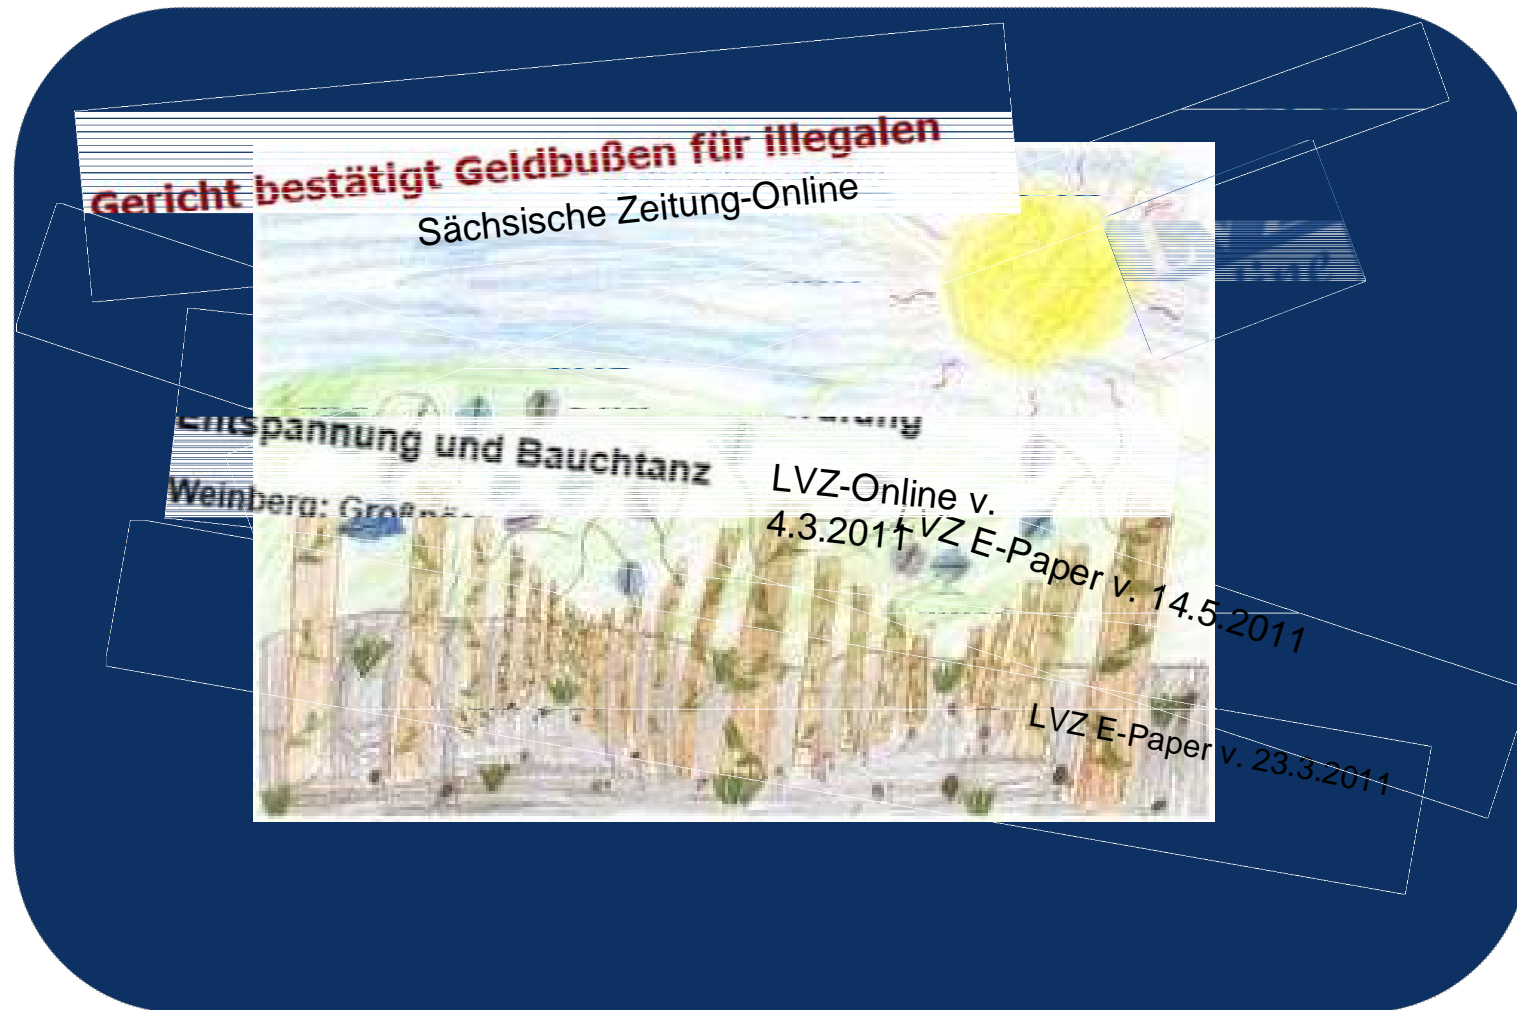 Gericht bestätigt Geldbußen für illegalen
Sächsische Zeitung-Online
Entspannung und Bauchtanz
Weinberg:
LVZ-Online v.
4.3.2011
LVZ E-Paper v. 14.5.2011
LVZ E-Paper v. 23.3.2011